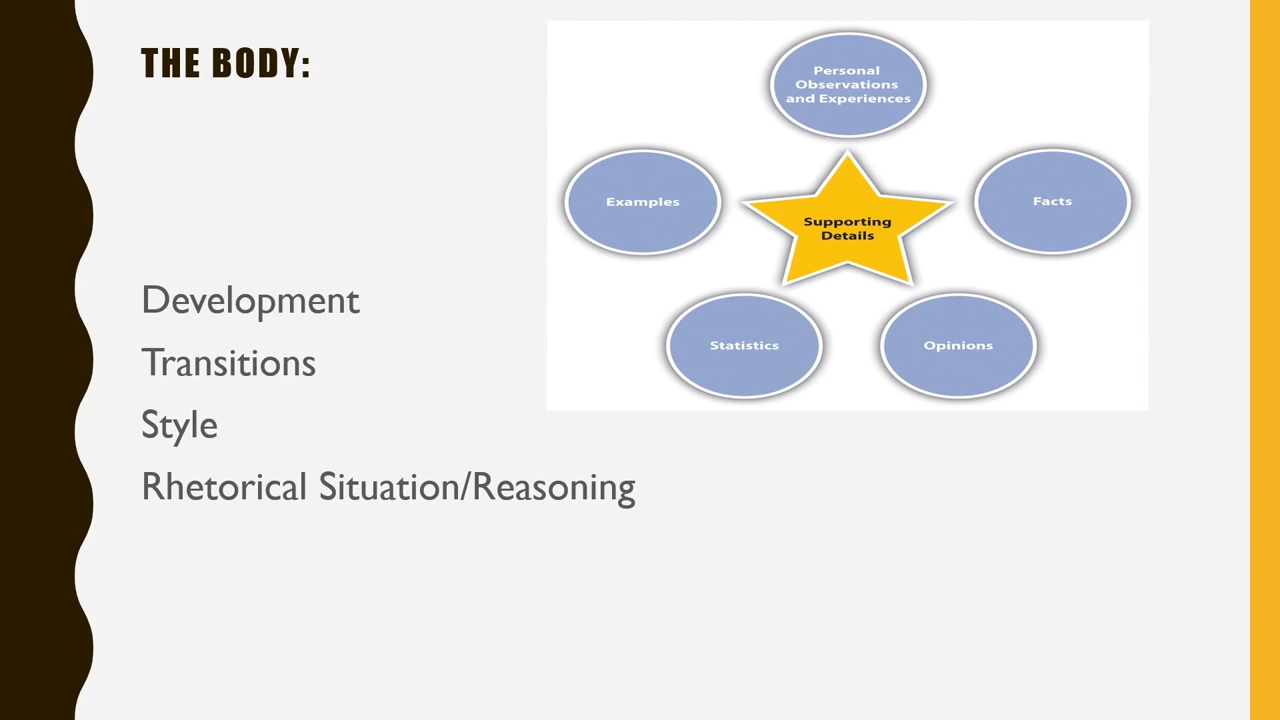 THE BODY:
Personal
Observations
and Experiences
Examples
Supporting
Details
Facts
Statistics
Opinions
Development
Transitions
Style
Rhetorical Situation/Reasoning